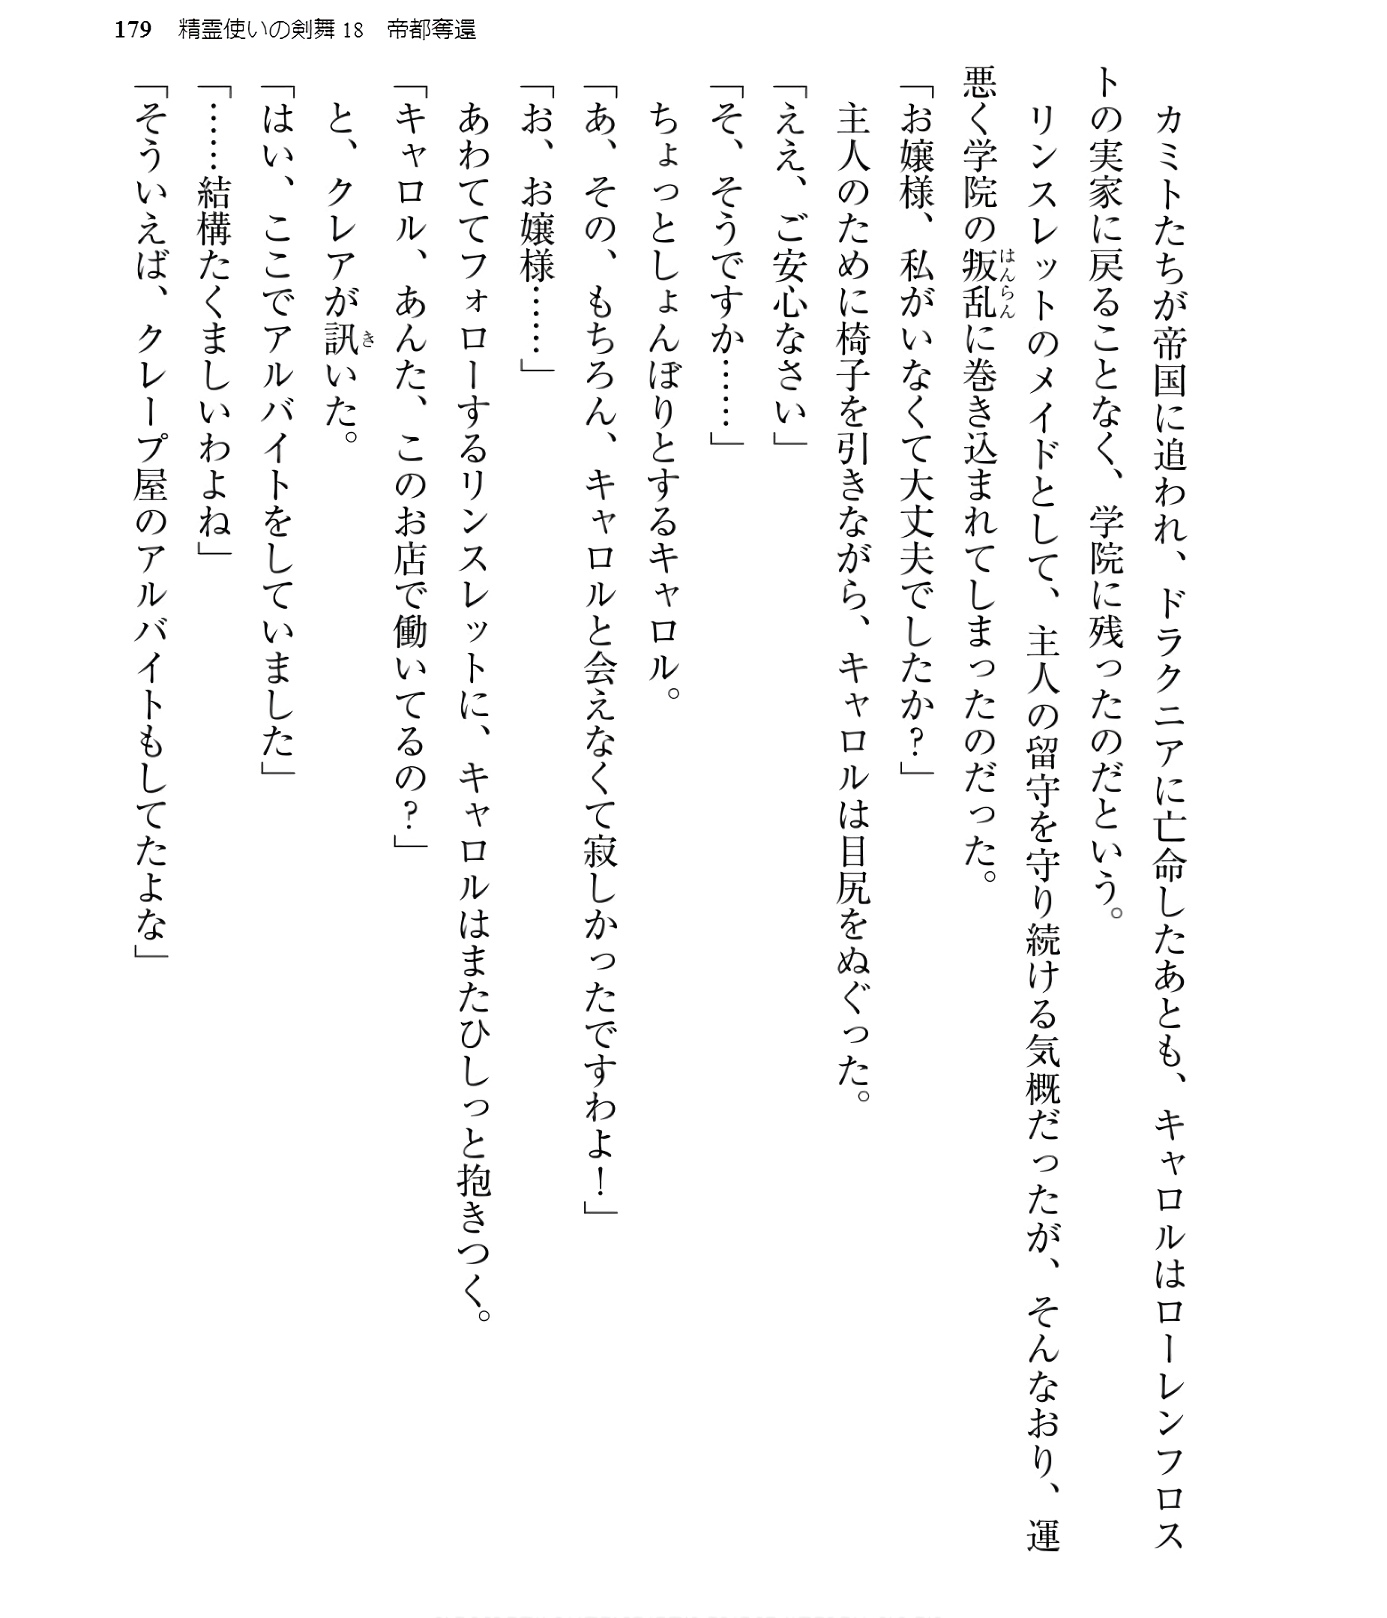 179 精霊使いの剣舞 18 帝都奪還
カミトたちが帝国に追われ、ドラクニアに亡命したあとも、キャロルはローレンフロス
トの実家に戻ることなく、学院に残ったのだという。
リンスレットのメイドとして、主人の留守を守り続ける気概だったが、そんなおり、運
悪く学院の叛乱に巻き込まれてしまったのだった。
はんらん
「お嬢様、私がいなくて大丈夫でしたか?」
主人のために椅子を引きながら、キャロルは目尻をぬぐった。
「ええ、ご安心なさい」
「そ、そうですか……」
ちょっとしょんぼりとするキャロル。
「あ、その、もちろん、キャロルと会えなくて寂しかったですわよ!」
「お、お嬢様……」
あわててフォローするリンスレットに、キャロルはまたひしっと抱きつく。
「キャロル、あんた、このお店で働いてるの?」
と、クレアが訊いた。
き
「はい、ここでアルバイトをしていました」
「……結構たくましいわよね」
「そういえば、クレープ屋のアルバイトもしてたよな」